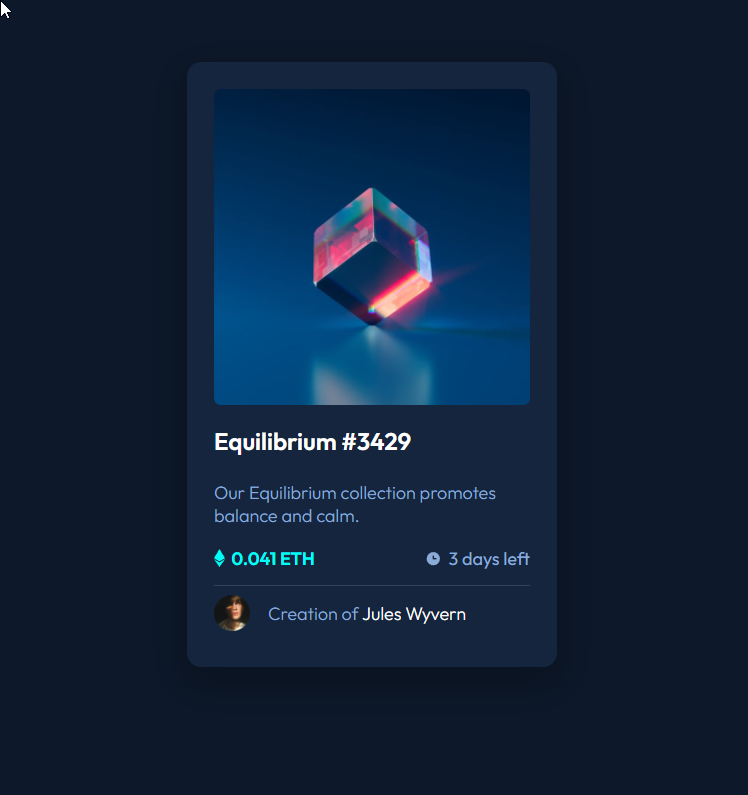 Equilibrium #3429
Our Equilibrium collection promotes
balance and calm.
0.041 ETH
3 days left
Creation of Jules Wyvern